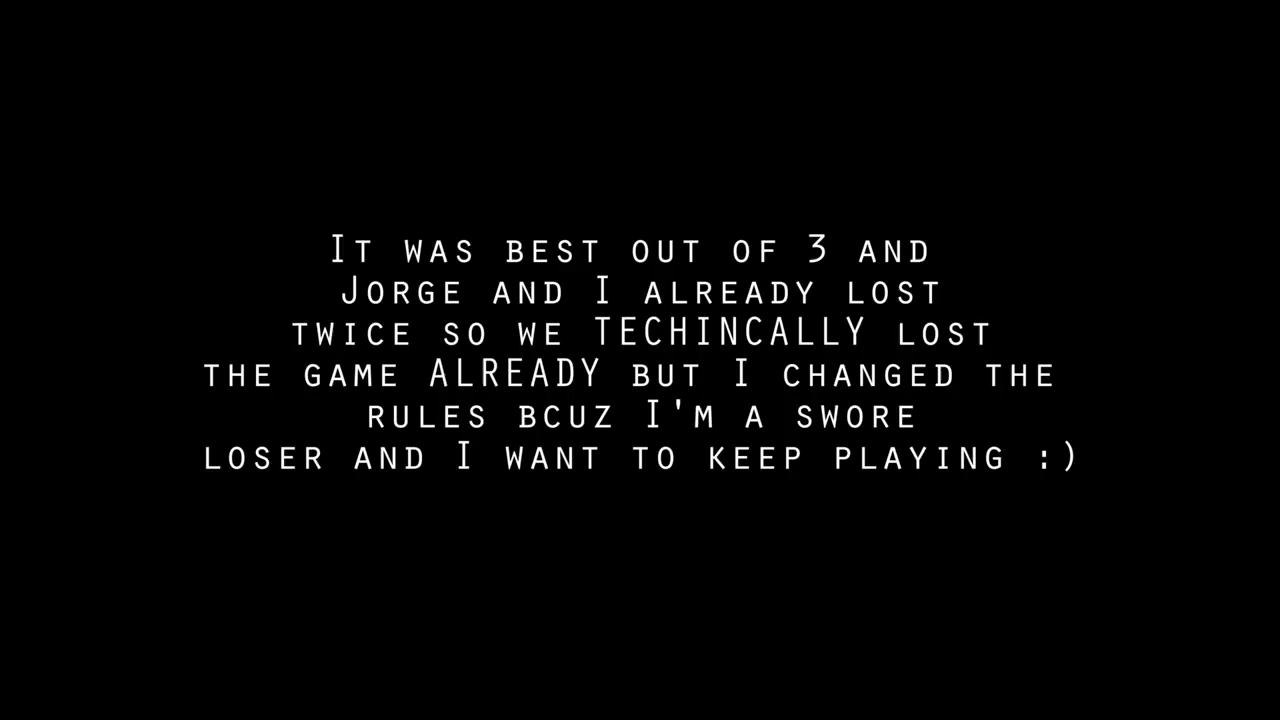 It was best out of 3 and
Jorge and I already lost
twice so we TECHINCALLY lost
the game ALREADY but I changed the
rules bcuz I'm a swore
loser and I want to keep playing :)